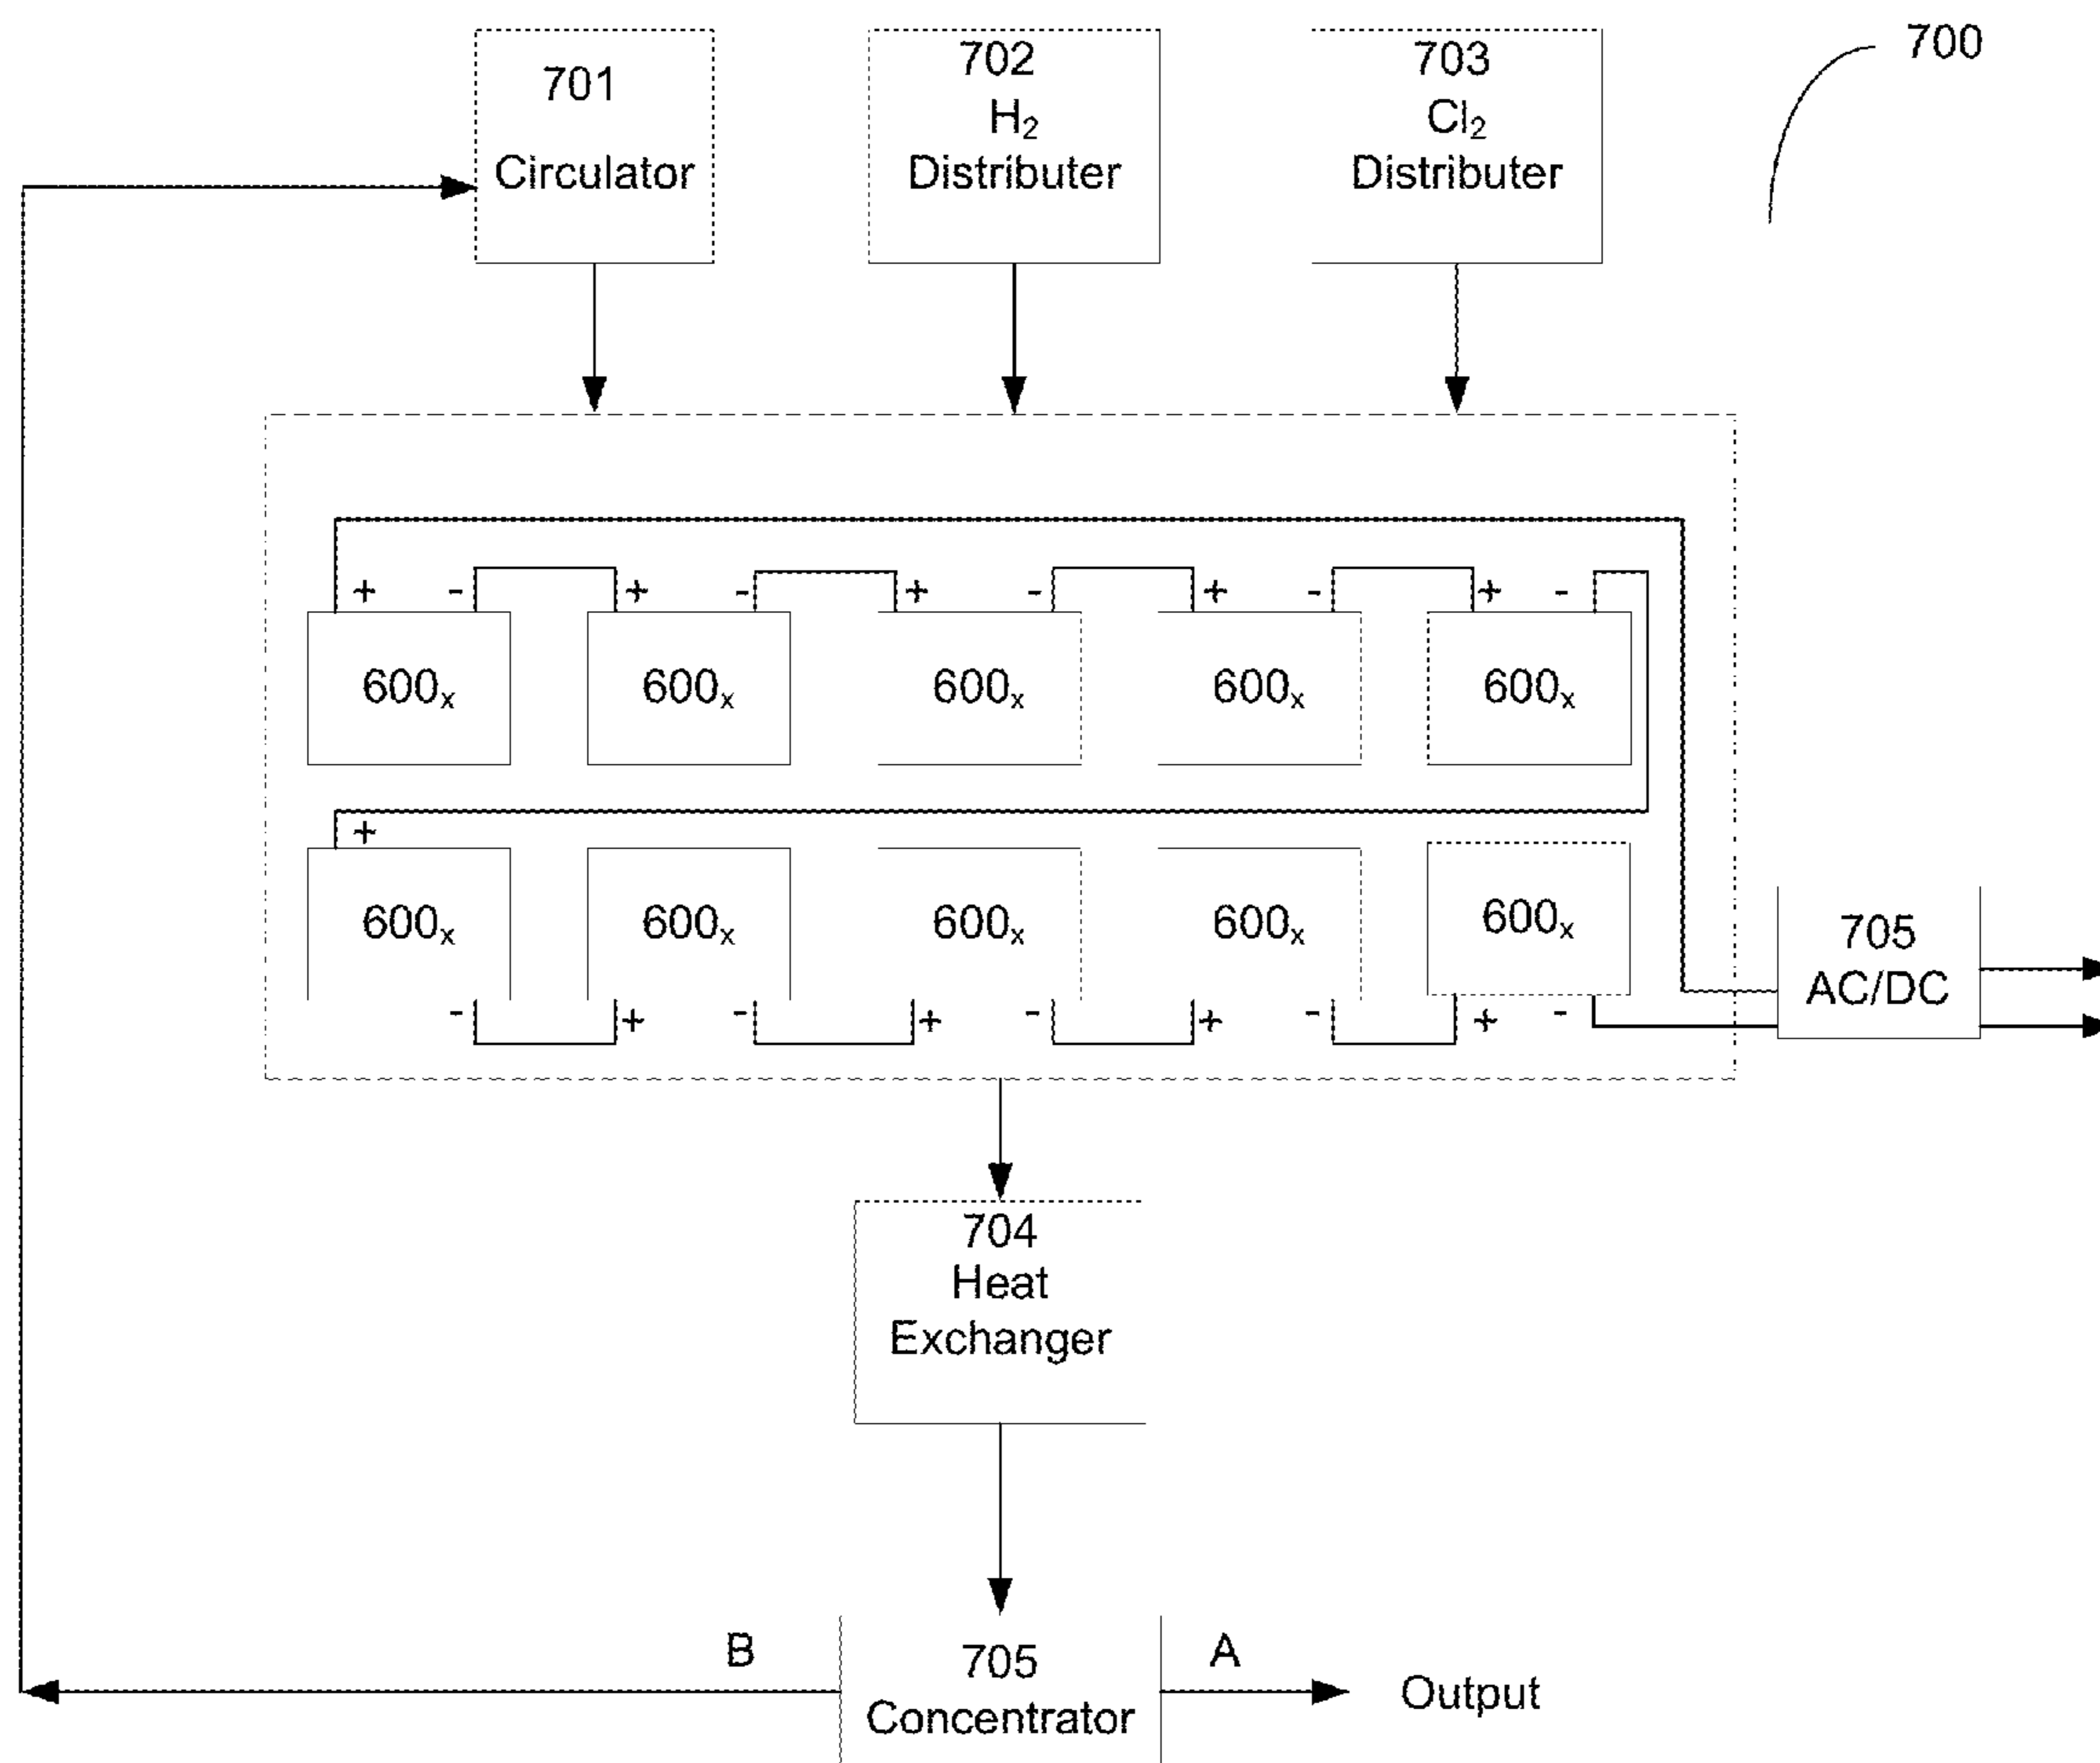 700
701
Circulator
702
H₂
Distributer
703
Cl₂
Distributer
+ - + - + - + - + -
600ₓ 600ₓ 600ₓ 600ₓ 600ₓ
+
600ₓ 600ₓ 600ₓ 600ₓ 600ₓ
- + - + - + - + -
705
AC/DC
704
Heat
Exchanger
B
705
Concentrator
A
Output